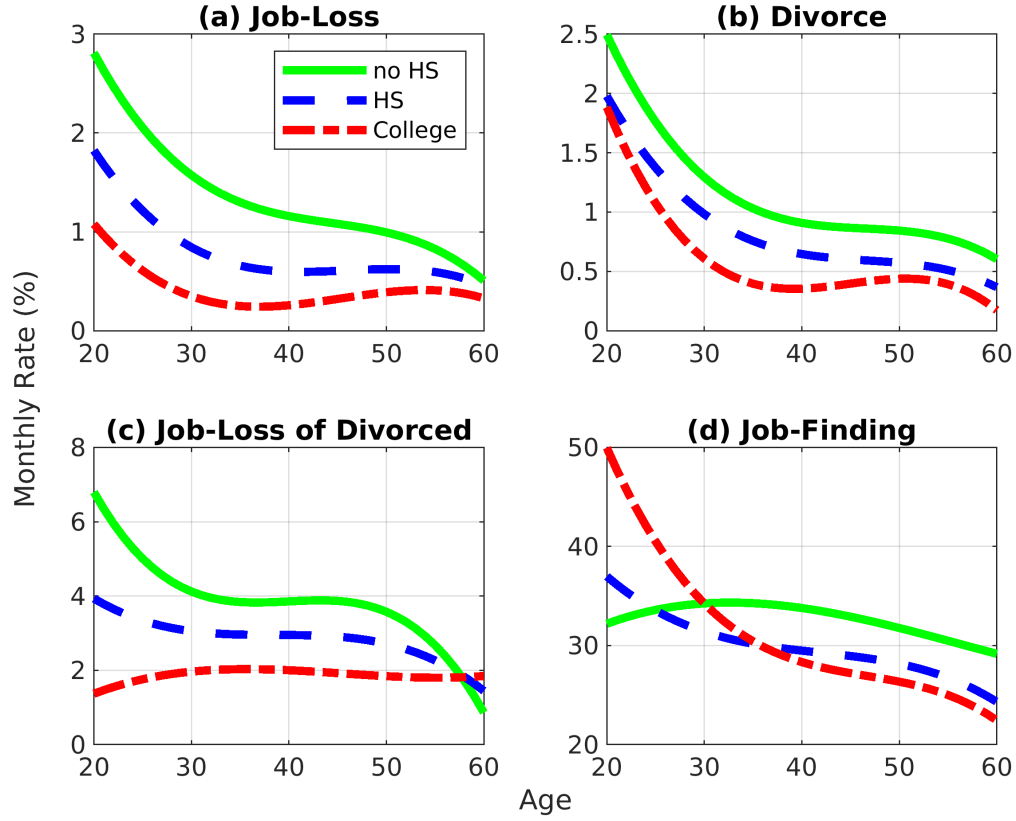 (a) Job-Loss
3
2
1
0
20 30 40 50 60
no HS
HS
College
(b) Divorce
2.5
2
1.5
1
0.5
0
20 30 40 50 60
Monthly Rate (%)
(c) Job-Loss of Divorced
8
6
4
2
0
20 30 40 50 60
(d) Job-Finding
50
40
30
20
20 30 40 50 60
Age